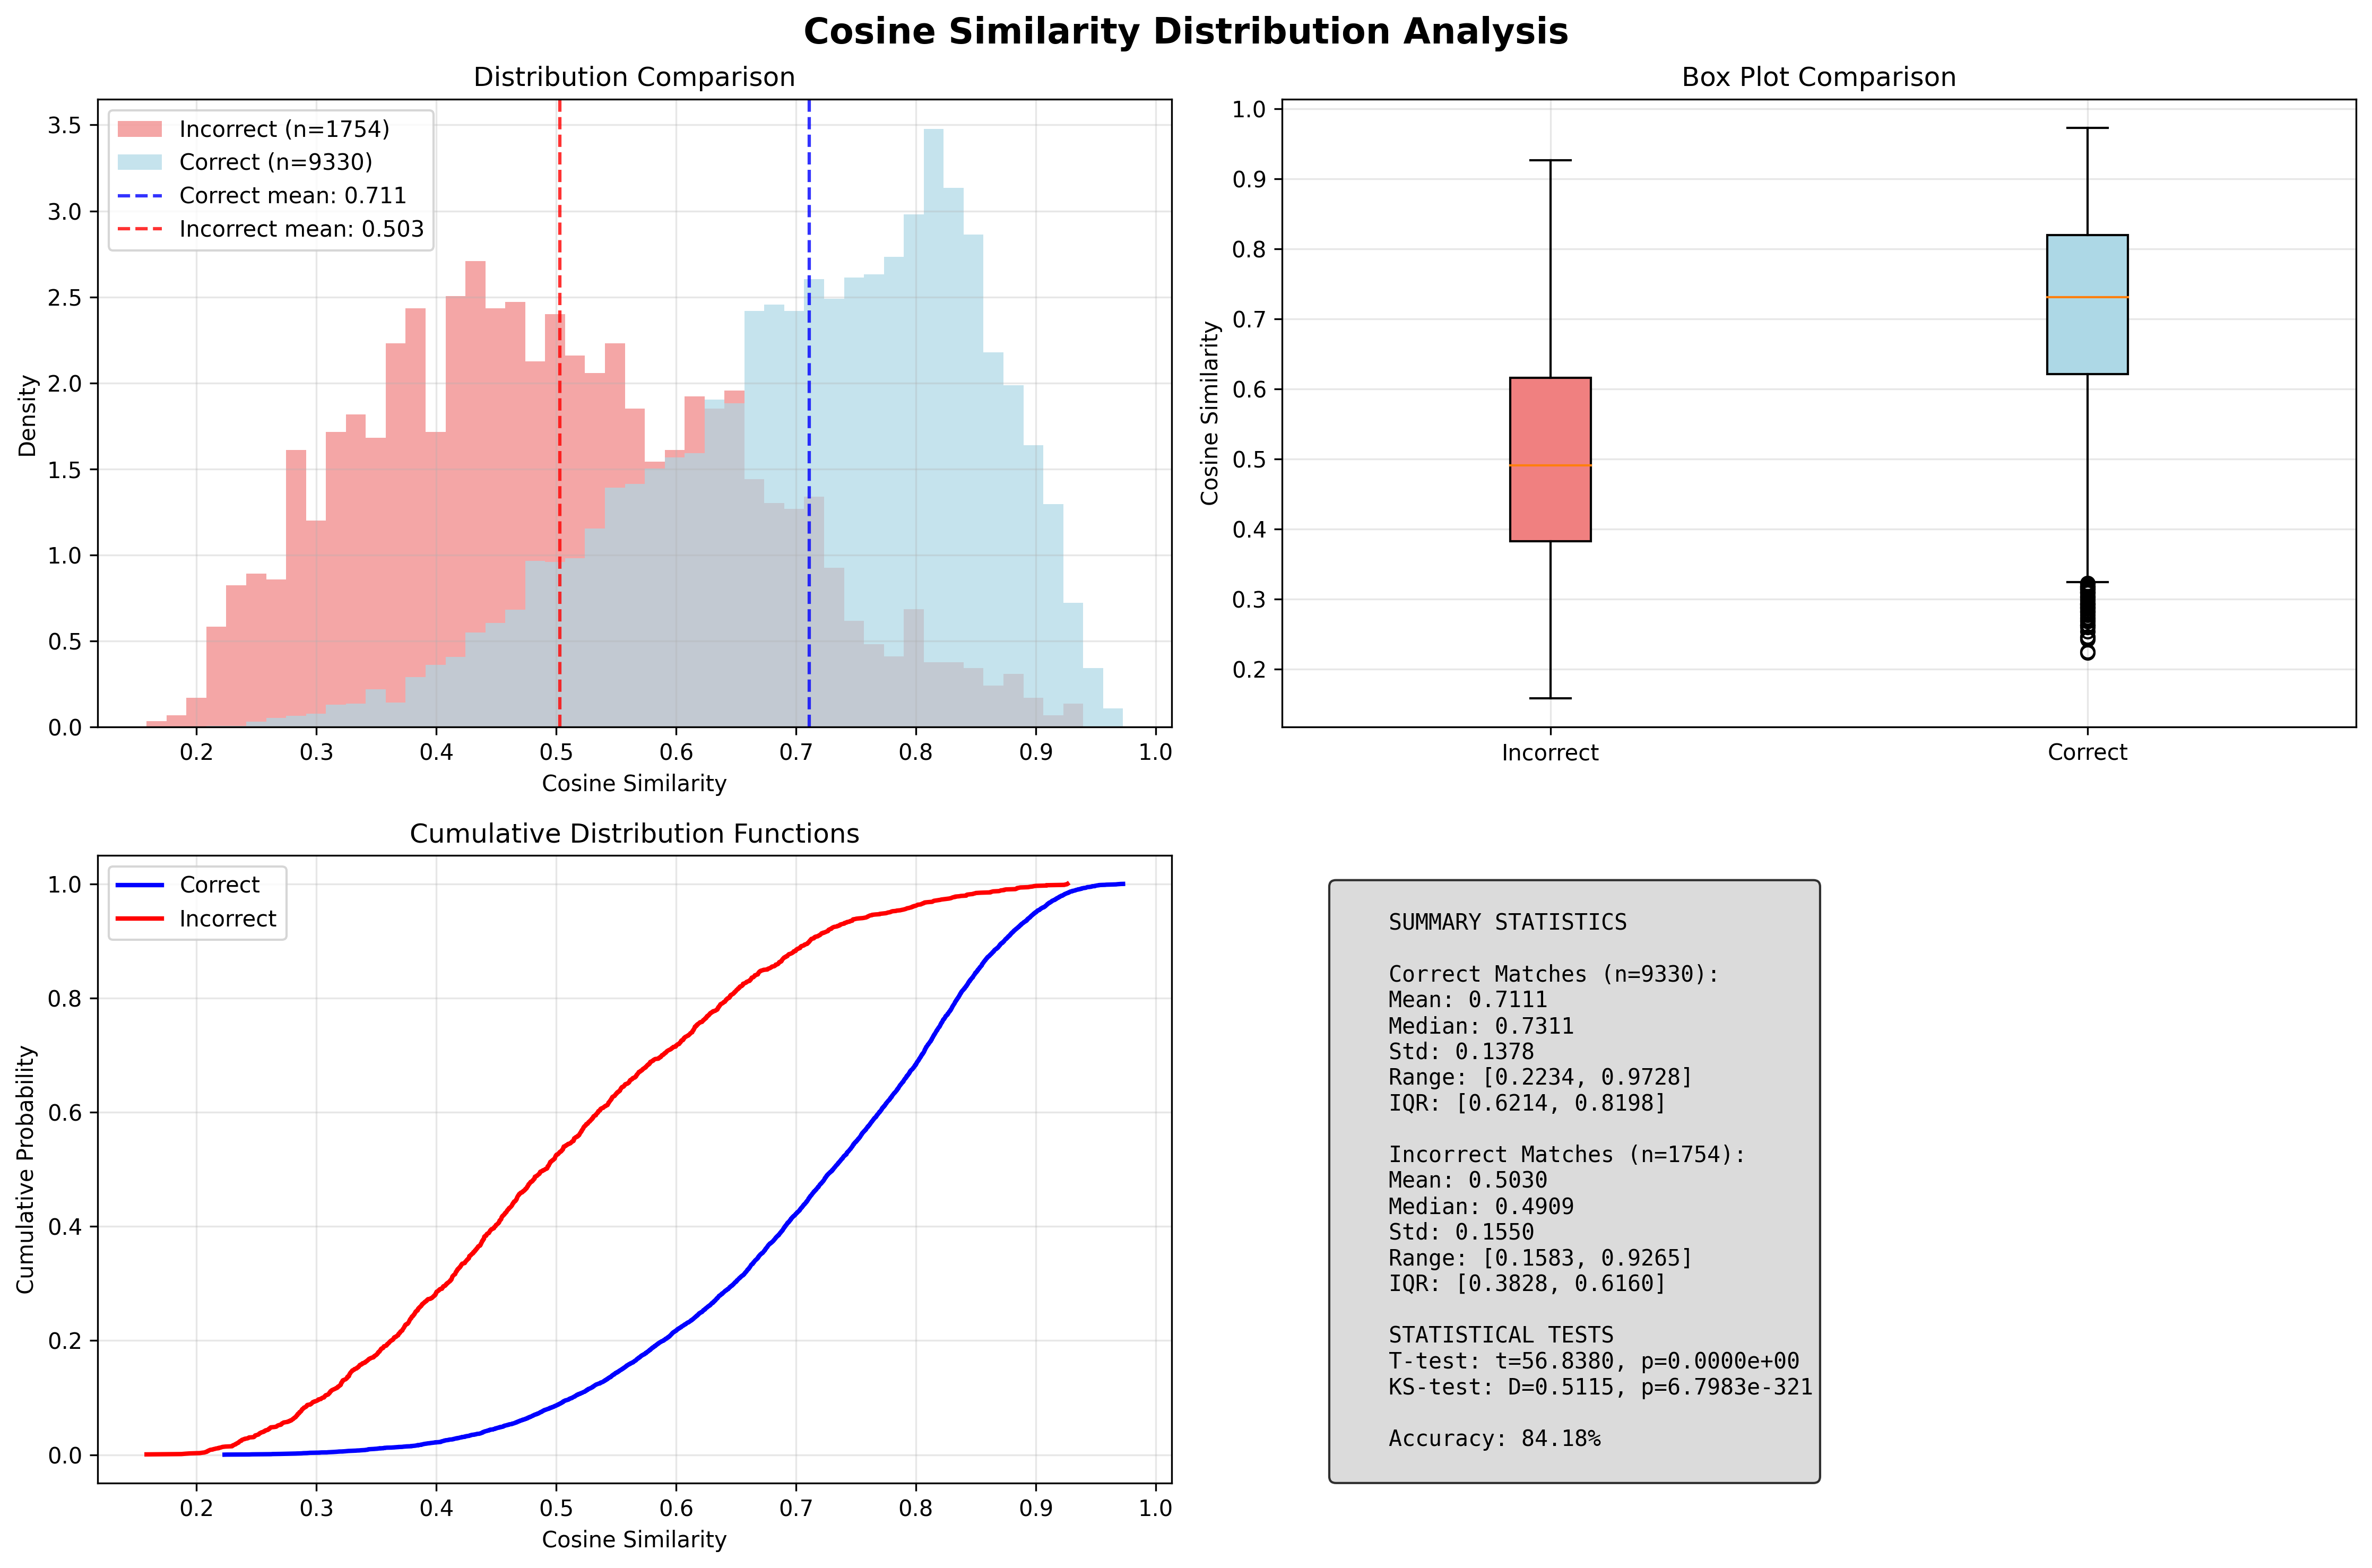 Cosine Similarity Distribution Analysis
Distribution Comparison
Incorrect (n=1754)
Correct (n=9330)
Correct mean: 0.711
Incorrect mean: 0.503
3.5
3.0
2.5
2.0
1.5
1.0
0.5
0.0
Density
0.2 0.3 0.4 0.5 0.6 0.7 0.8 0.9 1.0
Cosine Similarity
Box Plot Comparison
1.0
0.9
0.8
0.7
0.6
0.5
0.4
0.3
0.2
Cosine Similarity
Incorrect Correct
Cumulative Distribution Functions
Correct
Incorrect
1.0
0.8
0.6
0.4
0.2
0.0
Cumulative Probability
0.2 0.3 0.4 0.5 0.6 0.7 0.8 0.9 1.0
Cosine Similarity
SUMMARY STATISTICS
Correct Matches (n=9330):
Mean: 0.7111
Median: 0.7311
Std: 0.1378
Range: [0.2234, 0.9728]
IQR: [0.6214, 0.8198]
Incorrect Matches (n=1754):
Mean: 0.5030
Median: 0.4909
Std: 0.1550
Range: [0.1583, 0.9265]
IQR: [0.3828, 0.6160]
STATISTICAL TESTS
T-test: t=56.8380, p=0.0000e+00
KS-test: D=0.5115, p=6.7983e-321
Accuracy: 84.18%